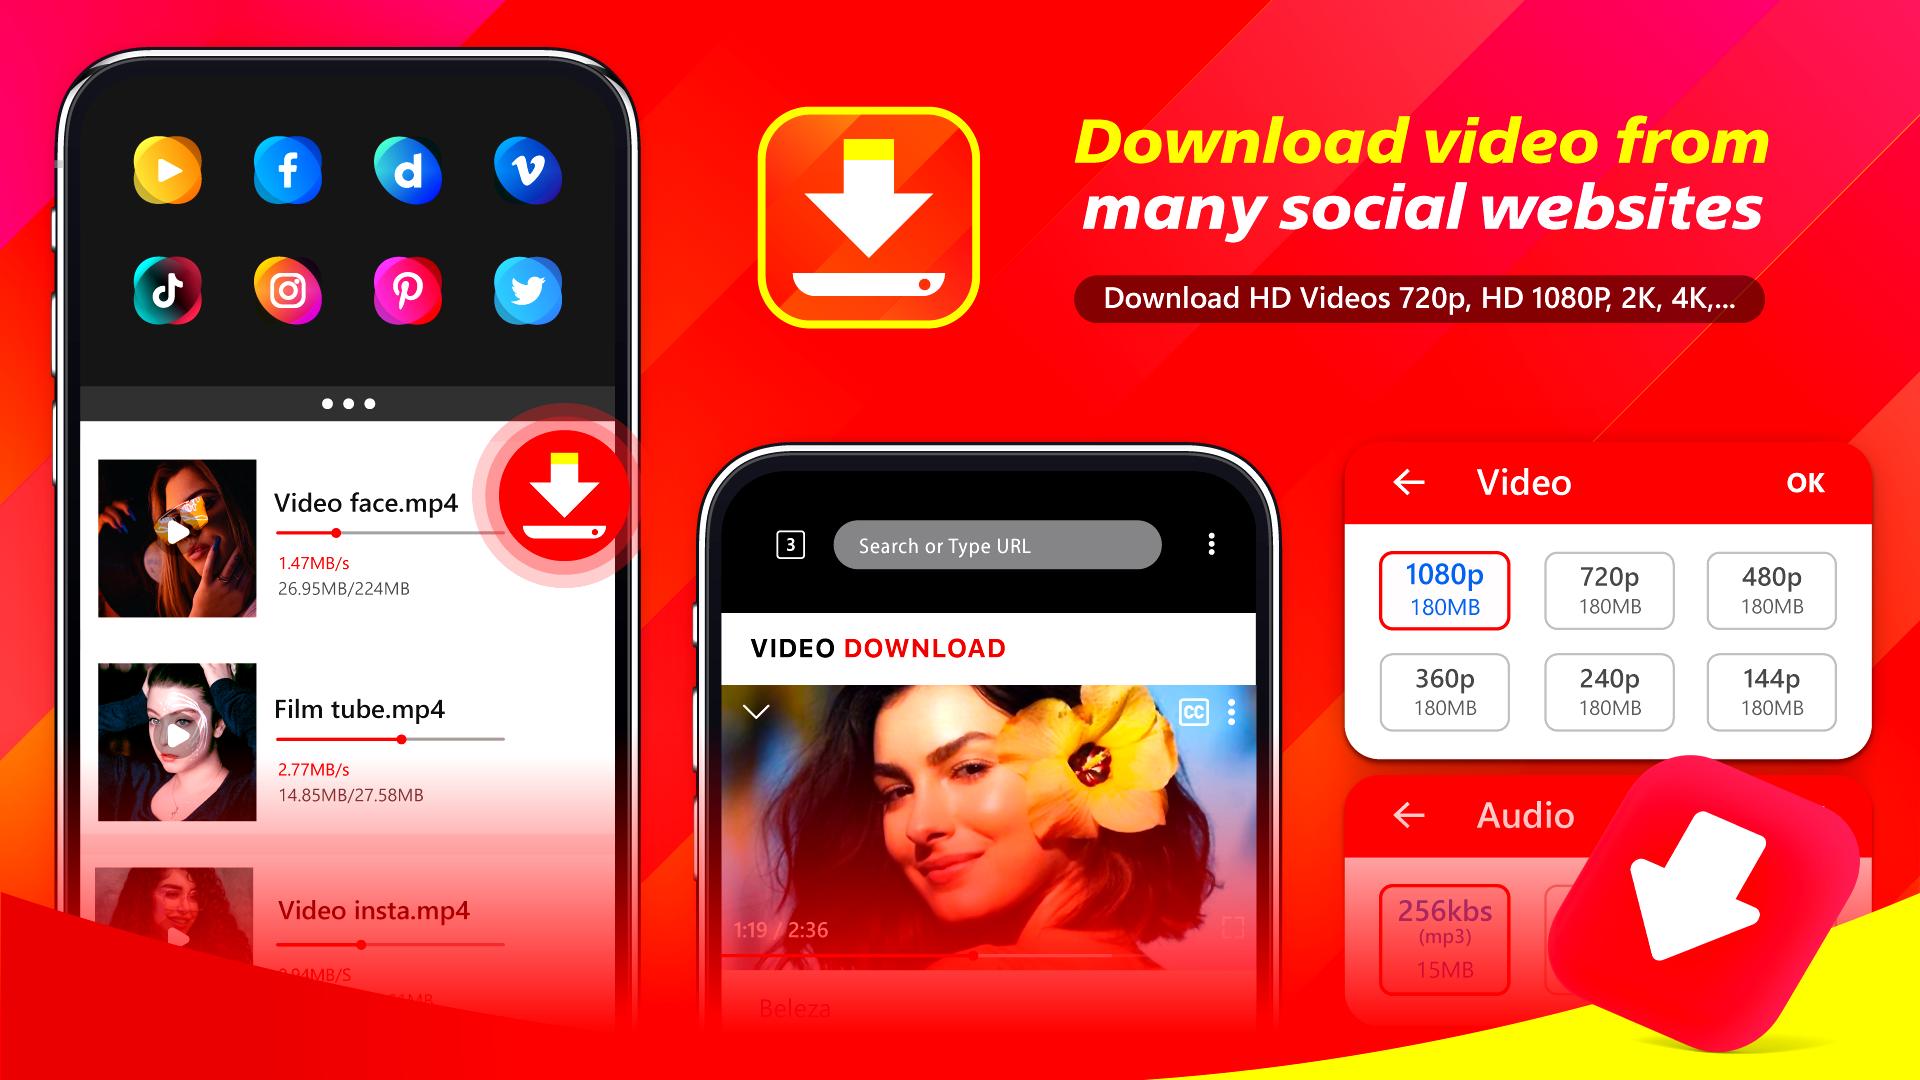 Download video from
many social websites
Download HD Videos 720p, HD 1080P, 2K, 4K,...
Video face.mp4
1.47MB/s
26.95MB/224MB
Film tube.mp4
2.77MB/s
14.85MB/27.58MB
Video insta.mp4
3
Search or Type URL
VIDEO DOWNLOAD
CC
1:19 / 2:36
Beleza
Video
OK
1080p
180MB
720p
180MB
480p
180MB
360p
180MB
240p
180MB
144p
180MB
Audio
256kbs
(mp3)
15MB